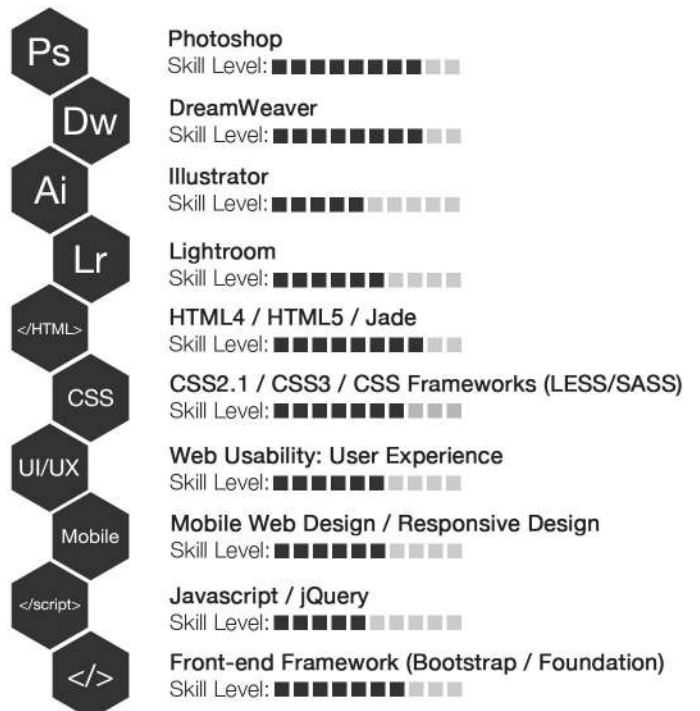 Ps
Photoshop
Skill Level:
Dw
DreamWeaver
Skill Level:
Ai
Illustrator
Skill Level:
Lr
Lightroom
Skill Level:
</HTML>
HTML4 / HTML5 / Jade
Skill Level:
CSS
CSS2.1 / CSS3 / CSS Frameworks (LESS/SASS)
Skill Level:
UI/UX
Web Usability: User Experience
Skill Level:
Mobile
Mobile Web Design / Responsive Design
Skill Level:
</script>
Javascript / jQuery
Skill Level:
</>
Front-end Framework (Bootstrap / Foundation)
Skill Level: